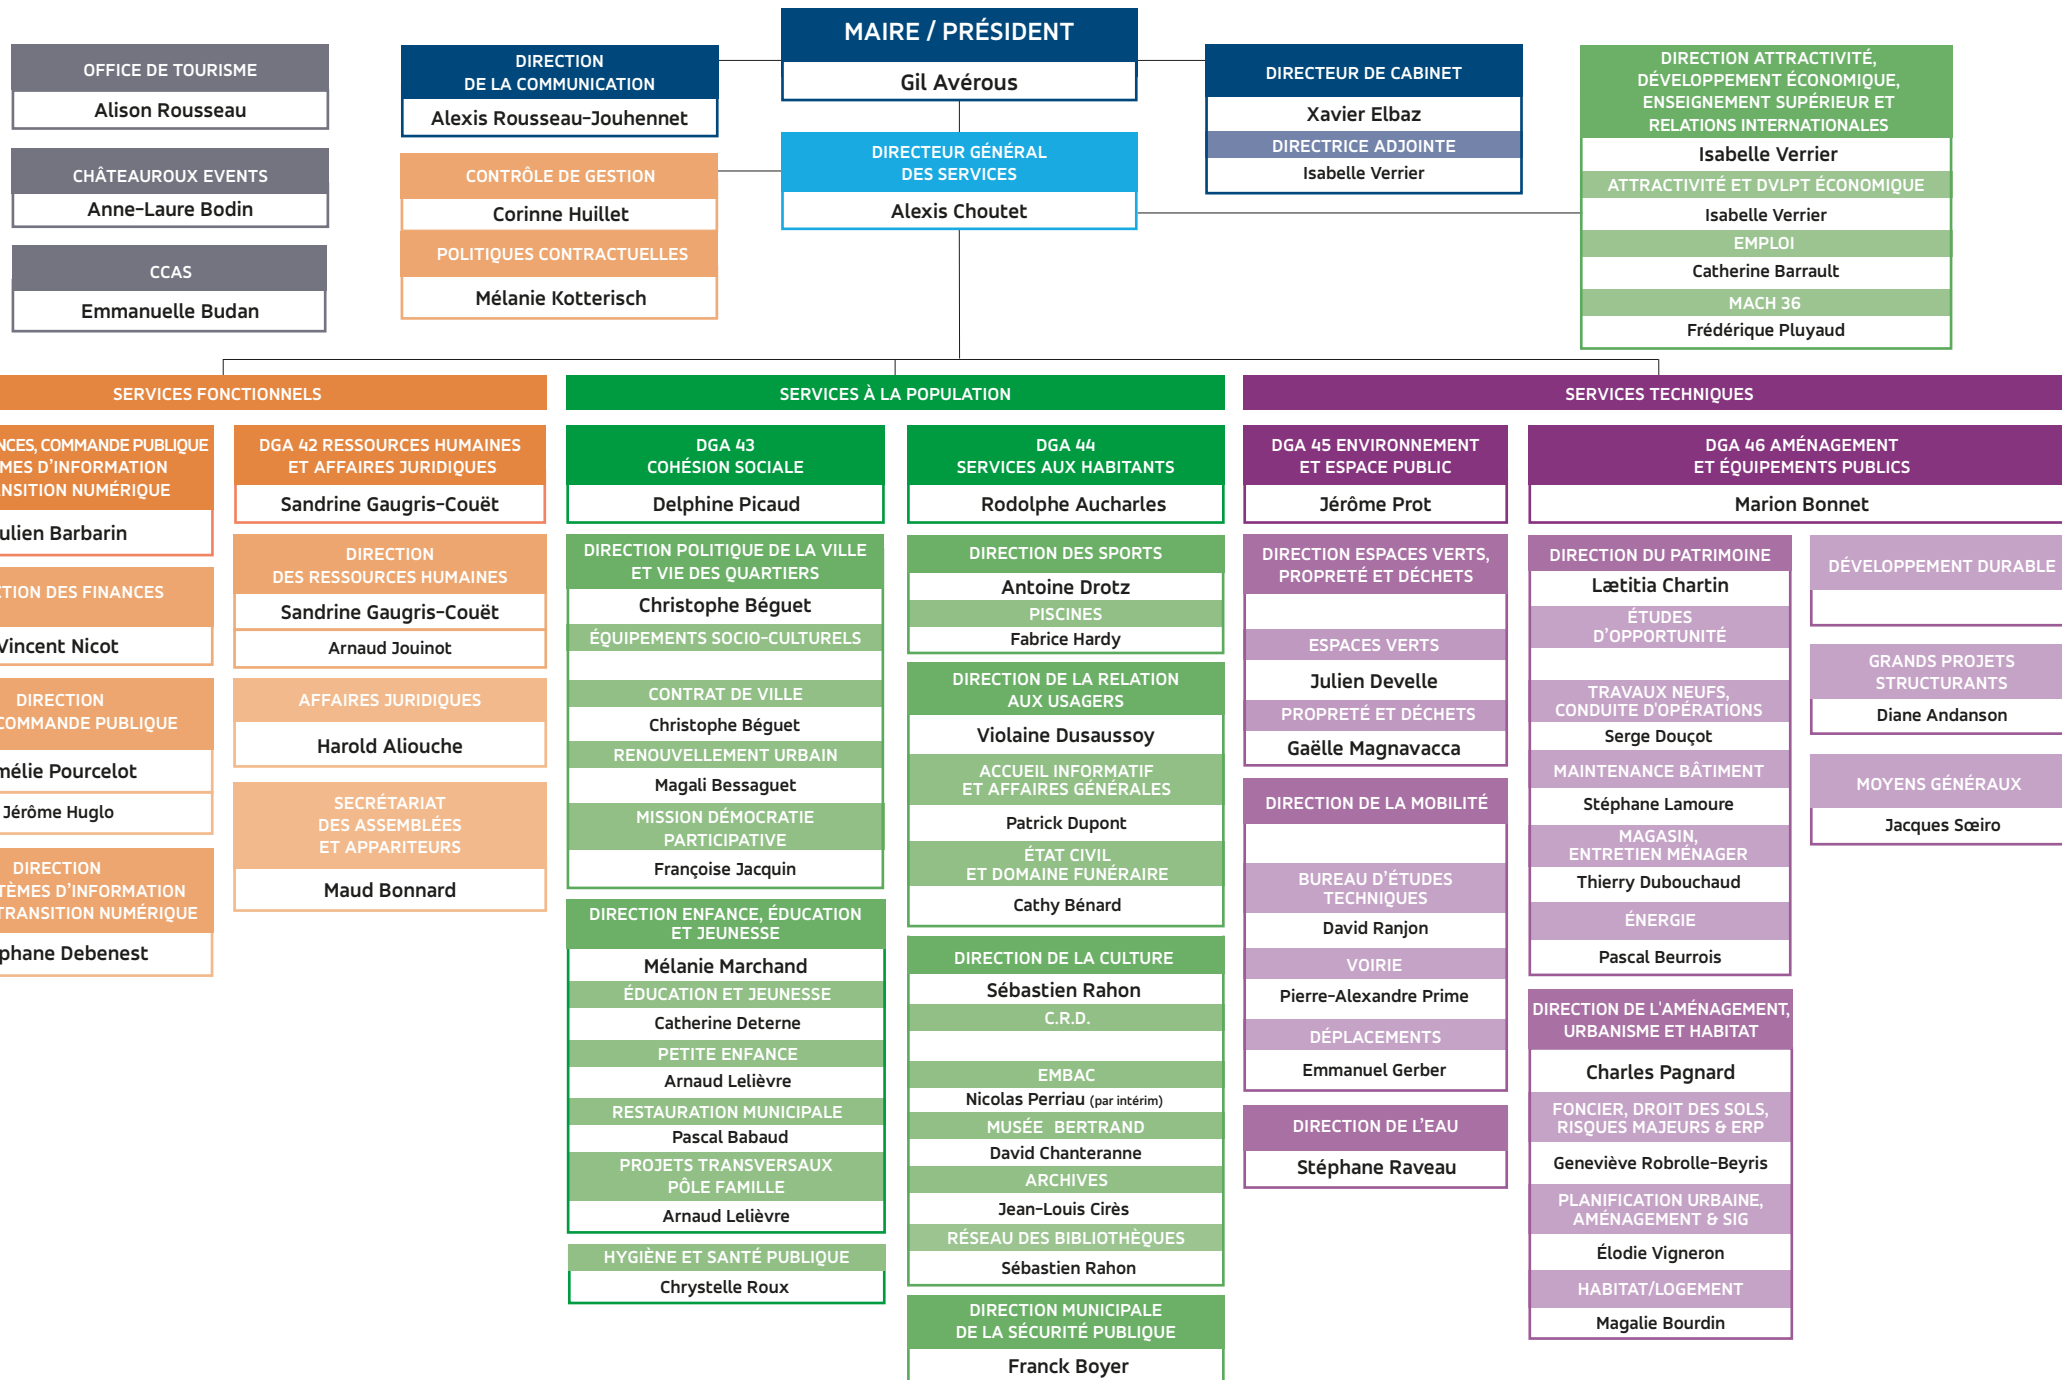 MAIRE / PRÉSIDENT
Gil Avérous
OFFICE DE TOURISME
Alison Rousseau
CHÂTEAUROUX EVENTS
Anne-Laure Bodin
CCAS
Emmanuelle Budan
DIRECTION
DE LA COMMUNICATION
Alexis Rousseau-Jouhennet
CONTRÔLE DE GESTION
Corinne Huillet
POLITIQUES CONTRACTUELLES
Mélanie Kotterisch
DIRECTEUR GÉNÉRAL
DES SERVICES
Alexis Choutet
DIRECTEUR DE CABINET
Xavier Elbaz
DIRECTRICE ADJOINTE
Isabelle Verrier
DIRECTION ATTRACTIVITÉ,
DÉVELOPPEMENT ÉCONOMIQUE,
ENSEIGNEMENT SUPÉRIEUR ET
RELATIONS INTERNATIONALES
Isabelle Verrier
ATTRACTIVITÉ ET DVLPT ÉCONOMIQUE
Isabelle Verrier
EMPLOI
Catherine Barrault
MACH 36
Frédérique Pluyaud
SERVICES FONCTIONNELS
NCES, COMMANDE PUBLIQUE
MES D'INFORMATION
NSITION NUMÉRIQUE
ulien Barbarin
CTION DES FINANCES
Vincent Nicot
DIRECTION
COMMANDE PUBLIQUE
mélie Pourcelot
Jérôme Huglo
DIRECTION
TÈMES D'INFORMATION
TRANSITION NUMÉRIQUE
phane Debenest
DGA 42 RESSOURCES HUMAINES
ET AFFAIRES JURIDIQUES
Sandrine Gaugris-Couët
DIRECTION
DES RESSOURCES HUMAINES
Sandrine Gaugris-Couët
Arnaud Jouinot
AFFAIRES JURIDIQUES
Harold Aliouche
SECRÉTARIAT
DES ASSEMBLÉES
ET APPARITEURS
Maud Bonnard
SERVICES À LA POPULATION
DGA 43
COHÉSION SOCIALE
Delphine Picaud
DIRECTION POLITIQUE DE LA VILLE
ET VIE DES QUARTIERS
Christophe Béguet
ÉQUIPEMENTS SOCIO-CULTURELS
CONTRAT DE VILLE
Christophe Béguet
RENOUVELLEMENT URBAIN
Magali Bessaguet
MISSION DÉMOCRATIE
PARTICIPATIVE
Françoise Jacquin
DIRECTION ENFANCE, ÉDUCATION
ET JEUNESSE
Mélanie Marchand
ÉDUCATION ET JEUNESSE
Catherine Deterne
PETITE ENFANCE
Arnaud Lelièvre
RESTAURATION MUNICIPALE
Pascal Babaud
PROJETS TRANSVERSAUX
PÔLE FAMILLE
Arnaud Lelièvre
HYGIÈNE ET SANTÉ PUBLIQUE
Chrystelle Roux
DGA 44
SERVICES AUX HABITANTS
Rodolphe Aucharles
DIRECTION DES SPORTS
Antoine Drotz
PISCINES
Fabrice Hardy
DIRECTION DE LA RELATION
AUX USAGERS
Violaine Dusaussoy
ACCUEIL INFORMATIF
ET AFFAIRES GÉNÉRALES
Patrick Dupont
ÉTAT CIVIL
ET DOMAINE FUNÉRAIRE
Cathy Bénard
DIRECTION DE LA CULTURE
Sébastien Rahon
C.R.D.
EMBAC
Nicolas Perriau (par intérim)
MUSÉE BERTRAND
David Chanteranne
ARCHIVES
Jean-Louis Cirès
RÉSEAU DES BIBLIOTHÈQUES
Sébastien Rahon
DIRECTION MUNICIPALE
DE LA SÉCURITÉ PUBLIQUE
Franck Boyer
SERVICES TECHNIQUES
DGA 45 ENVIRONNEMENT
ET ESPACE PUBLIC
Jérôme Prot
DIRECTION ESPACES VERTS,
PROPRETÉ ET DÉCHETS
ESPACES VERTS
Julien Develle
PROPRETÉ ET DÉCHETS
Gaëlle Magnavacca
DIRECTION DE LA MOBILITÉ
BUREAU D'ÉTUDES
TECHNIQUES
David Ranjon
VOIRIE
Pierre-Alexandre Prime
DÉPLACEMENTS
Emmanuel Gerber
DIRECTION DE L'EAU
Stéphane Raveau
DGA 46 AMÉNAGEMENT
ET ÉQUIPEMENTS PUBLICS
Marion Bonnet
DIRECTION DU PATRIMOINE
Lætitia Chartin
ÉTUDES
D'OPPORTUNITÉ
TRAVAUX NEUFS,
CONDUITE D'OPÉRATIONS
Serge Douçot
MAINTENANCE BÂTIMENT
Stéphane Lamoure
MAGASIN,
ENTRETIEN MÉNAGER
Thierry Dubouchaud
ÉNERGIE
Pascal Beurrois
DIRECTION DE L'AMÉNAGEMENT,
URBANISME ET HABITAT
Charles Pagnard
FONCIER, DROIT DES SOLS,
RISQUES MAJEURS & ERP
Geneviève Robrolle-Beyris
PLANIFICATION URBAINE,
AMÉNAGEMENT & SIG
Élodie Vigneron
HABITAT/LOGEMENT
Magalie Bourdin
DÉVELOPPEMENT DURABLE
GRANDS PROJETS
STRUCTURANTS
Diane Andanson
MOYENS GÉNÉRAUX
Jacques Sœiro